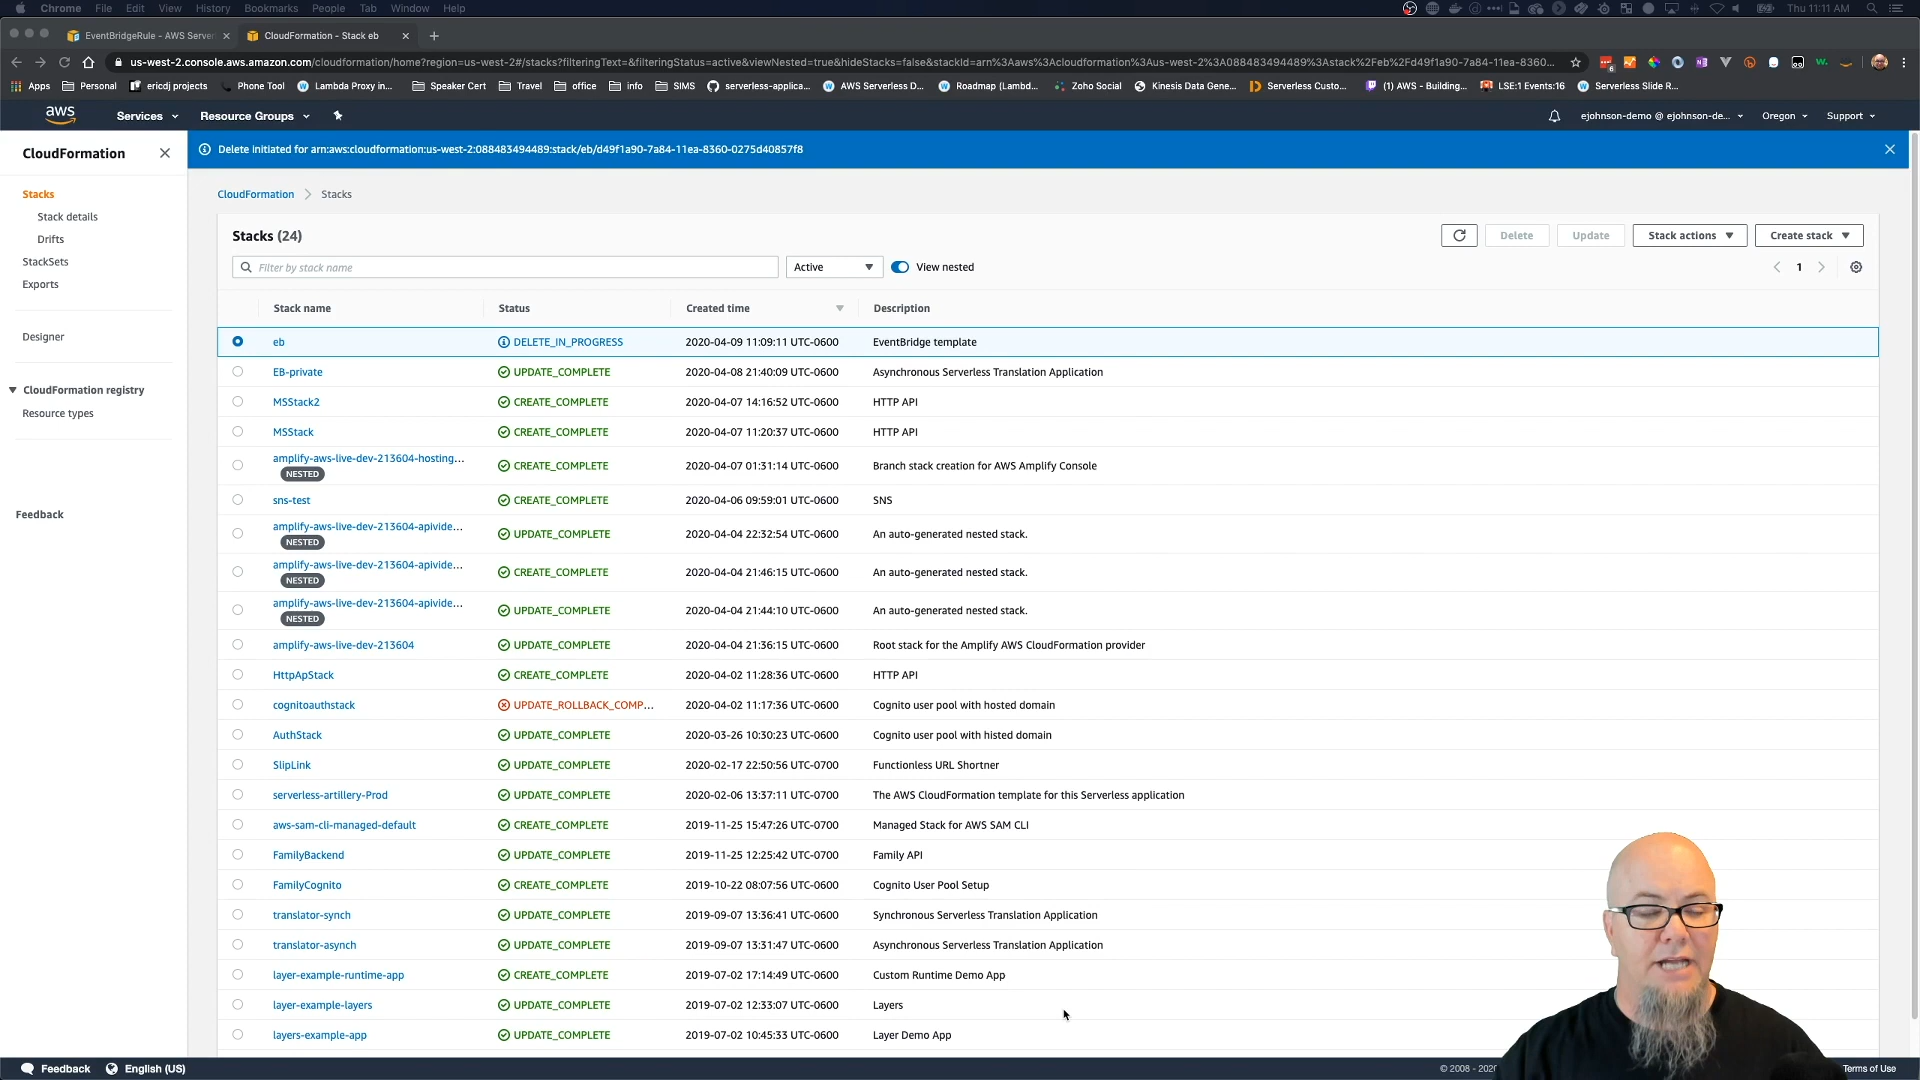 Chrome File Edit View History Bookmarks People Tab Window Help Thu 11:11 AM
EventBridgeRule - AWS Server CloudFormation - Stack eb
us-west-2.console.aws.amazon.com/cloudformation/home?region=us-west-2#/stacks?filteringText=&filteringStatus=active&viewNested=true&hideStacks=false&stackId=arn%3Aaws%3Acloudformation%3Aus-west-2%3A088483494489%3Astack%2Feb%2Fd49f1a90-7a84-11ea-8360...
Apps Personal ericdj projects Phone Tool Lambda Proxy in... Speaker Cert Travel office info SIMS serverless-applica... AWS Serverless D... Roadmap (Lambd... Zoho Social Kinesis Data Gene... Serverless Custo... (1) AWS - Building... LSE:1 Events:16 Serverless Slide R...
aws Services Resource Groups ejohnson-demo @ ejohnson-de... Oregon Support
CloudFormation
Delete initiated for arn:aws:cloudformation:us-west-2:088483494489:stack/eb/d49f1a90-7a84-11ea-8360-0275d40857f8
Stacks
Stack details
Drifts
StackSets
Exports
Designer
CloudFormation registry
Resource types
Feedback
CloudFormation Stacks
Stacks (24) Delete Update Stack actions Create stack
Filter by stack name Active View nested 1
Stack name Status Created time Description
eb DELETE_IN_PROGRESS 2020-04-09 11:09:11 UTC-0600 EventBridge template
EB-private UPDATE_COMPLETE 2020-04-08 21:40:09 UTC-0600 Asynchronous Serverless Translation Application
MSStack2 CREATE_COMPLETE 2020-04-07 14:16:52 UTC-0600 HTTP API
MSStack CREATE_COMPLETE 2020-04-07 11:20:37 UTC-0600 HTTP API
amplify-aws-live-dev-213604-hosting... CREATE_COMPLETE 2020-04-07 01:31:14 UTC-0600 Branch stack creation for AWS Amplify Console
NESTED
sns-test CREATE_COMPLETE 2020-04-06 09:59:01 UTC-0600 SNS
amplify-aws-live-dev-213604-apivide... UPDATE_COMPLETE 2020-04-04 22:32:54 UTC-0600 An auto-generated nested stack.
NESTED
amplify-aws-live-dev-213604-apivide... CREATE_COMPLETE 2020-04-04 21:46:15 UTC-0600 An auto-generated nested stack.
NESTED
amplify-aws-live-dev-213604-apivide... UPDATE_COMPLETE 2020-04-04 21:44:10 UTC-0600 An auto-generated nested stack.
NESTED
amplify-aws-live-dev-213604 UPDATE_COMPLETE 2020-04-04 21:36:15 UTC-0600 Root stack for the Amplify AWS CloudFormation provider
HttpApStack CREATE_COMPLETE 2020-04-02 11:28:36 UTC-0600 HTTP API
cognitoauthstack UPDATE_ROLLBACK_COMP... 2020-04-02 11:17:36 UTC-0600 Cognito user pool with hosted domain
AuthStack UPDATE_COMPLETE 2020-03-26 10:30:23 UTC-0600 Cognito user pool with histed domain
SlipLink UPDATE_COMPLETE 2020-02-17 22:50:56 UTC-0700 Functionless URL Shortner
serverless-artillery-Prod UPDATE_COMPLETE 2020-02-06 13:37:11 UTC-0700 The AWS CloudFormation template for this Serverless application
aws-sam-cli-managed-default CREATE_COMPLETE 2019-11-25 15:47:26 UTC-0700 Managed Stack for AWS SAM CLI
FamilyBackend UPDATE_COMPLETE 2019-11-25 12:25:42 UTC-0700 Family API
FamilyCognito CREATE_COMPLETE 2019-10-22 08:07:56 UTC-0600 Cognito User Pool Setup
translator-synch UPDATE_COMPLETE 2019-09-07 13:36:41 UTC-0600 Synchronous Serverless Translation Application
translator-asynch UPDATE_COMPLETE 2019-09-07 13:31:47 UTC-0600 Asynchronous Serverless Translation Application
layer-example-runtime-app CREATE_COMPLETE 2019-07-02 17:14:49 UTC-0600 Custom Runtime Demo App
layer-example-layers UPDATE_COMPLETE 2019-07-02 12:33:07 UTC-0600 Layers
layers-example-app UPDATE_COMPLETE 2019-07-02 10:45:33 UTC-0600 Layer Demo App
Feedback English (US) © 2008 - 2020 Terms of Use